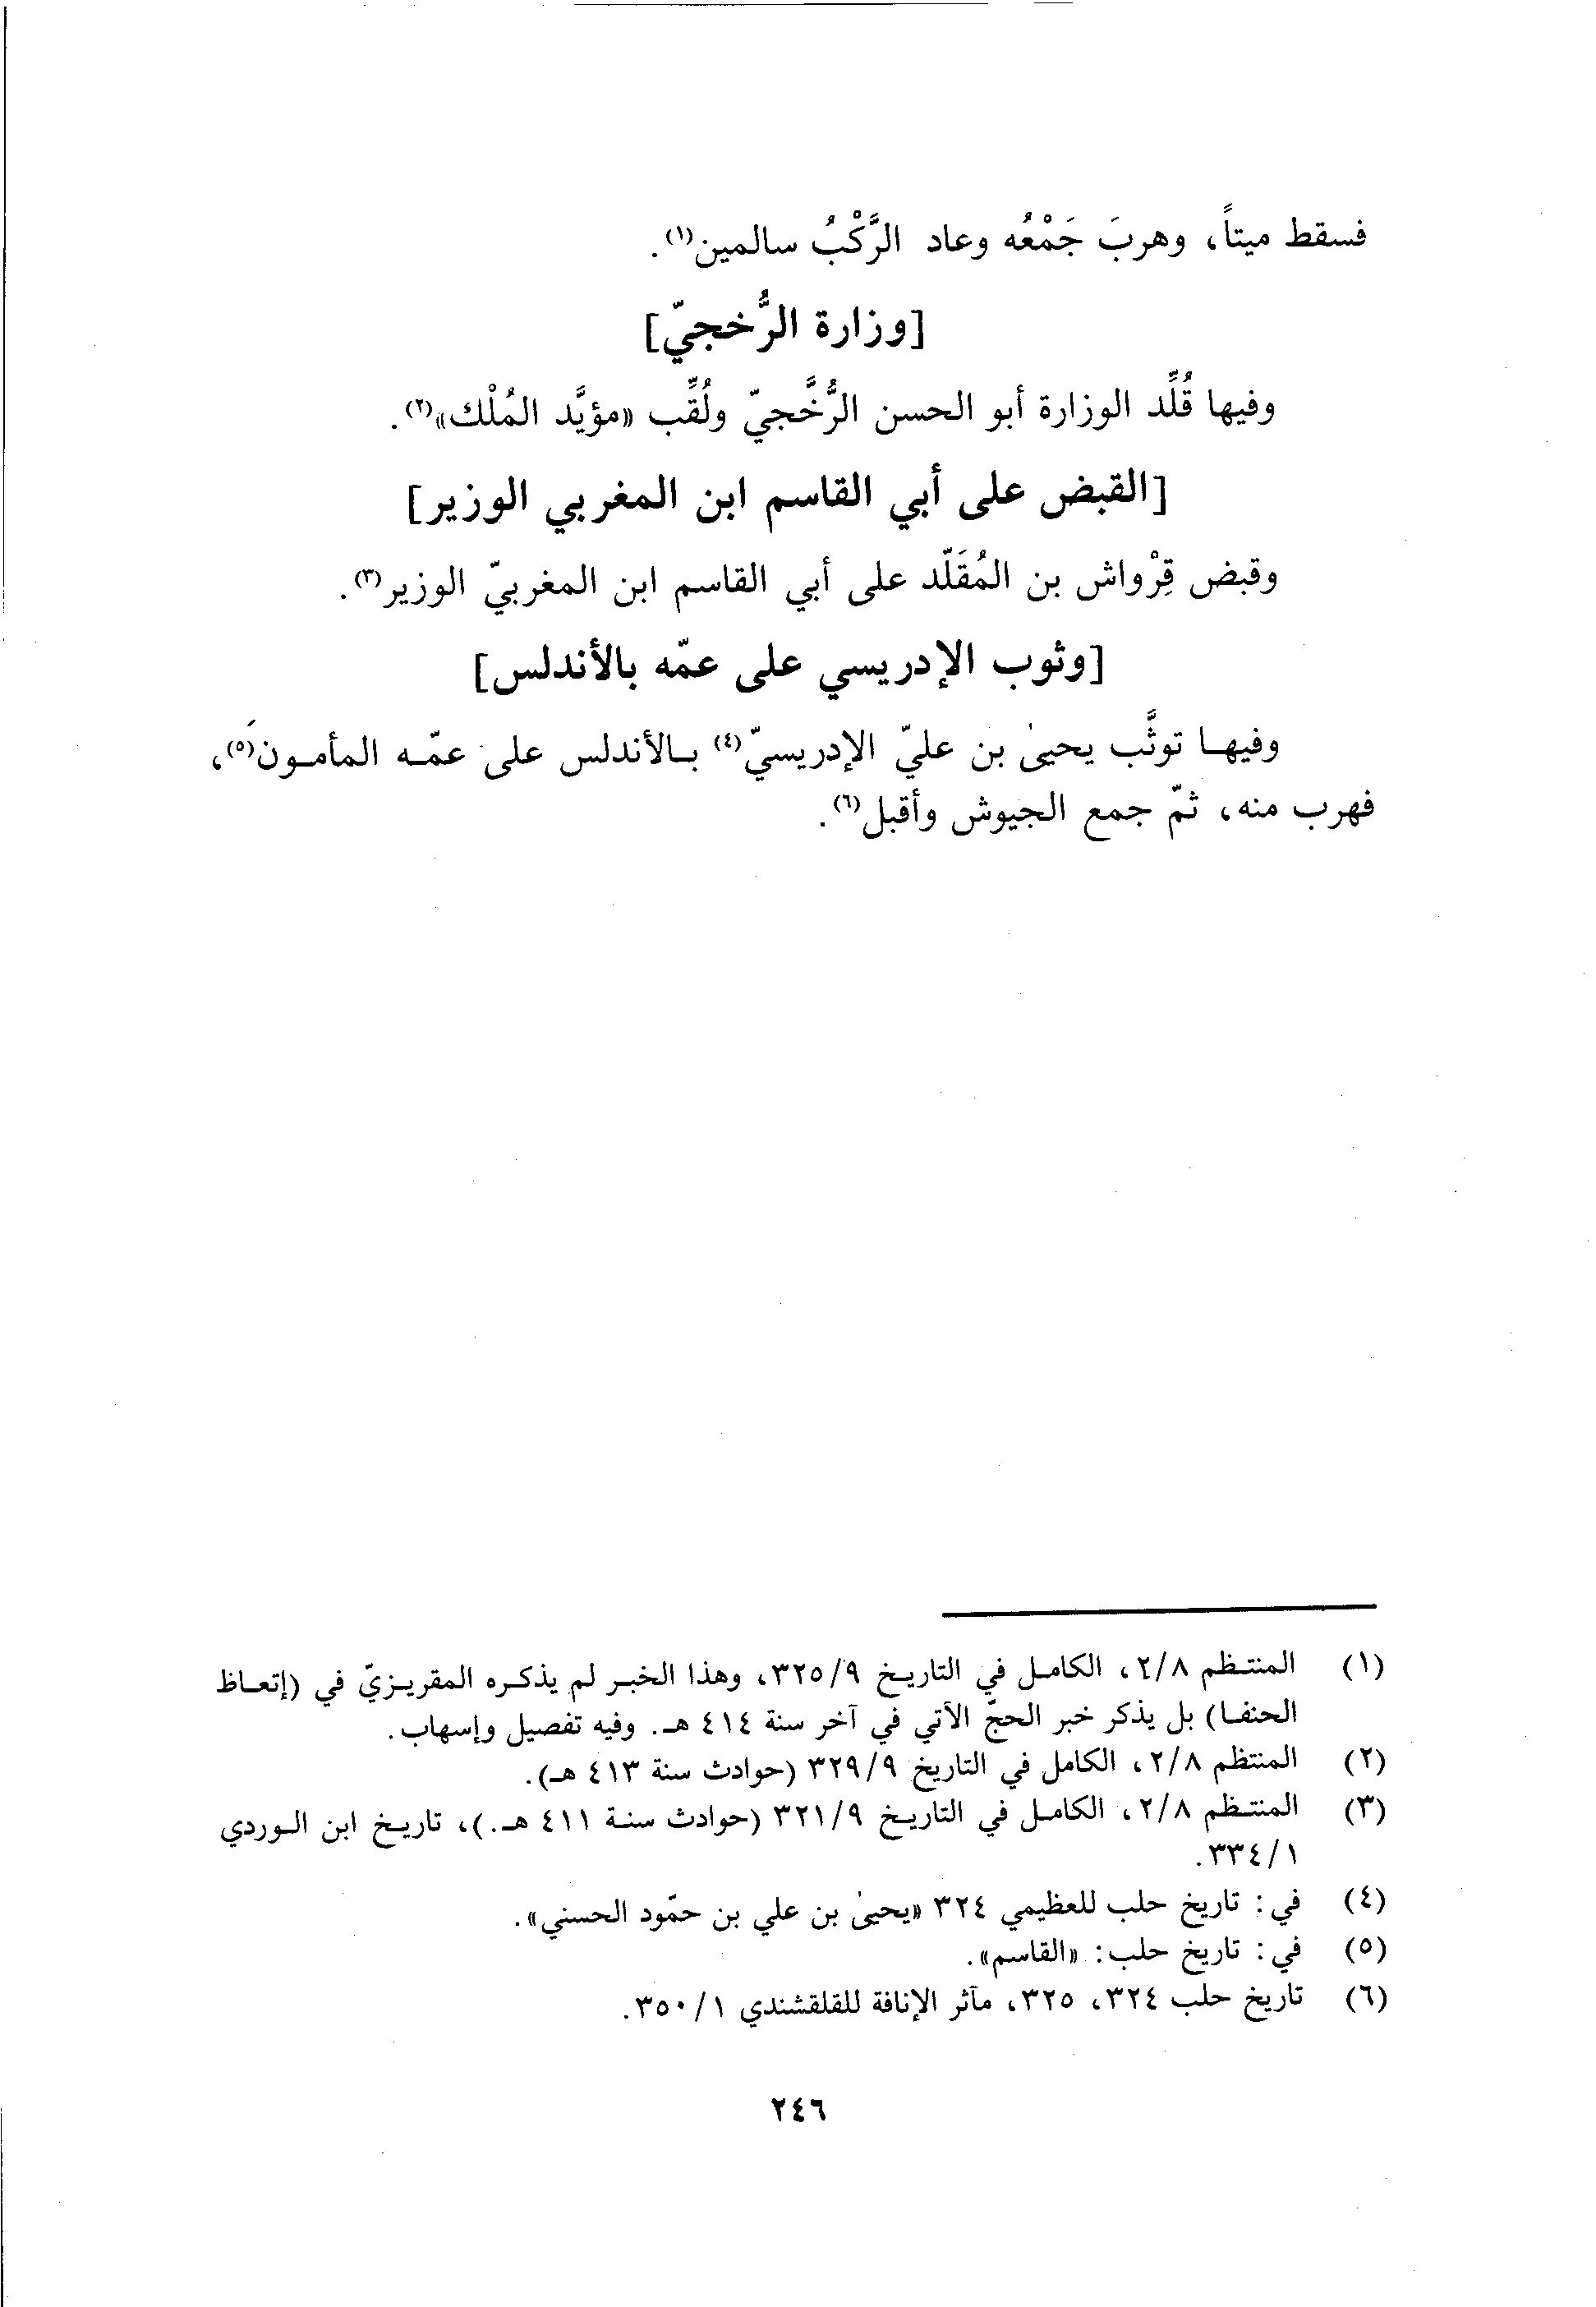 فسقط ميتاً، وهربَ جَمْعُه وعاد الرَّكْبُ سالمين(١).
[وزارة الرُّخجيّ]
وفيها قُلِّد الوزارة أبو الحسن الرُّخَّجيّ ولُقِّب «مؤيَّد المُلْك»(٢).
[القبض على أبي القاسم ابن المغربي الوزير]
وقبض قِرْواش بن المُقَلّد على أبي القاسم ابن المغربيّ الوزير(٣).
[وثوب الإدريسي على عمّه بالأندلس]
وفيها توثَّب يحيىٰ بن عليّ الإدريسيّ(٤) بالأندلس على عمّه المأمون(٥)،
فهرب منه، ثمّ جمع الجيوش وأقبل(٦).
(١) المنتظم ٢/٨، الكامل في التاريخ ٣٢٥/٩، وهذا الخبر لم يذكره المقريزيّ في (إتعاظ
الحنفا) بل يذكر خبر الحجّ الآتي في آخر سنة ٤١٤ هـ. وفيه تفصيل وإسهاب.
(٢) المنتظم ٢/٨، الكامل في التاريخ ٣٢٩/٩ (حوادث سنة ٤١٣ هـ).
(٣) المنتظم ٢/٨، الكامل في التاريخ ٣٢١/٩ (حوادث سنة ٤١١ هـ.)، تاريخ ابن الوردي
٣٣٤/١.
(٤) في: تاريخ حلب للعظيمي ٣٢٤ «يحيىٰ بن علي بن حمّود الحسني».
(٥) في: تاريخ حلب: «القاسم».
(٦) تاريخ حلب ٣٢٤، ٣٢٥، مآثر الإنافة للقلقشندي ٣٥٠/١.
٢٤٦